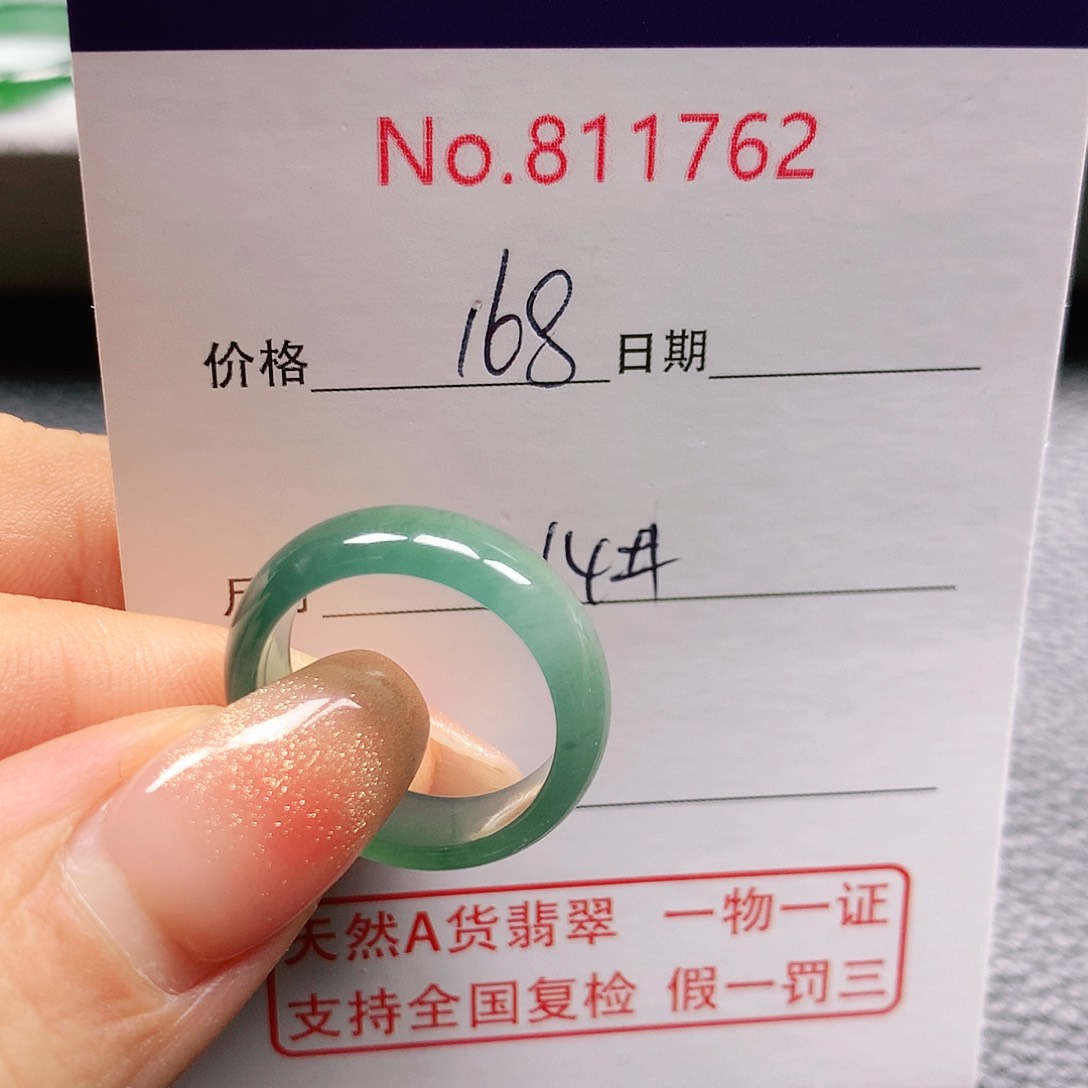 No.811762
价格 168 日期
14#
天然A货翡翠 一物一证
支持全国复检 假一罚三